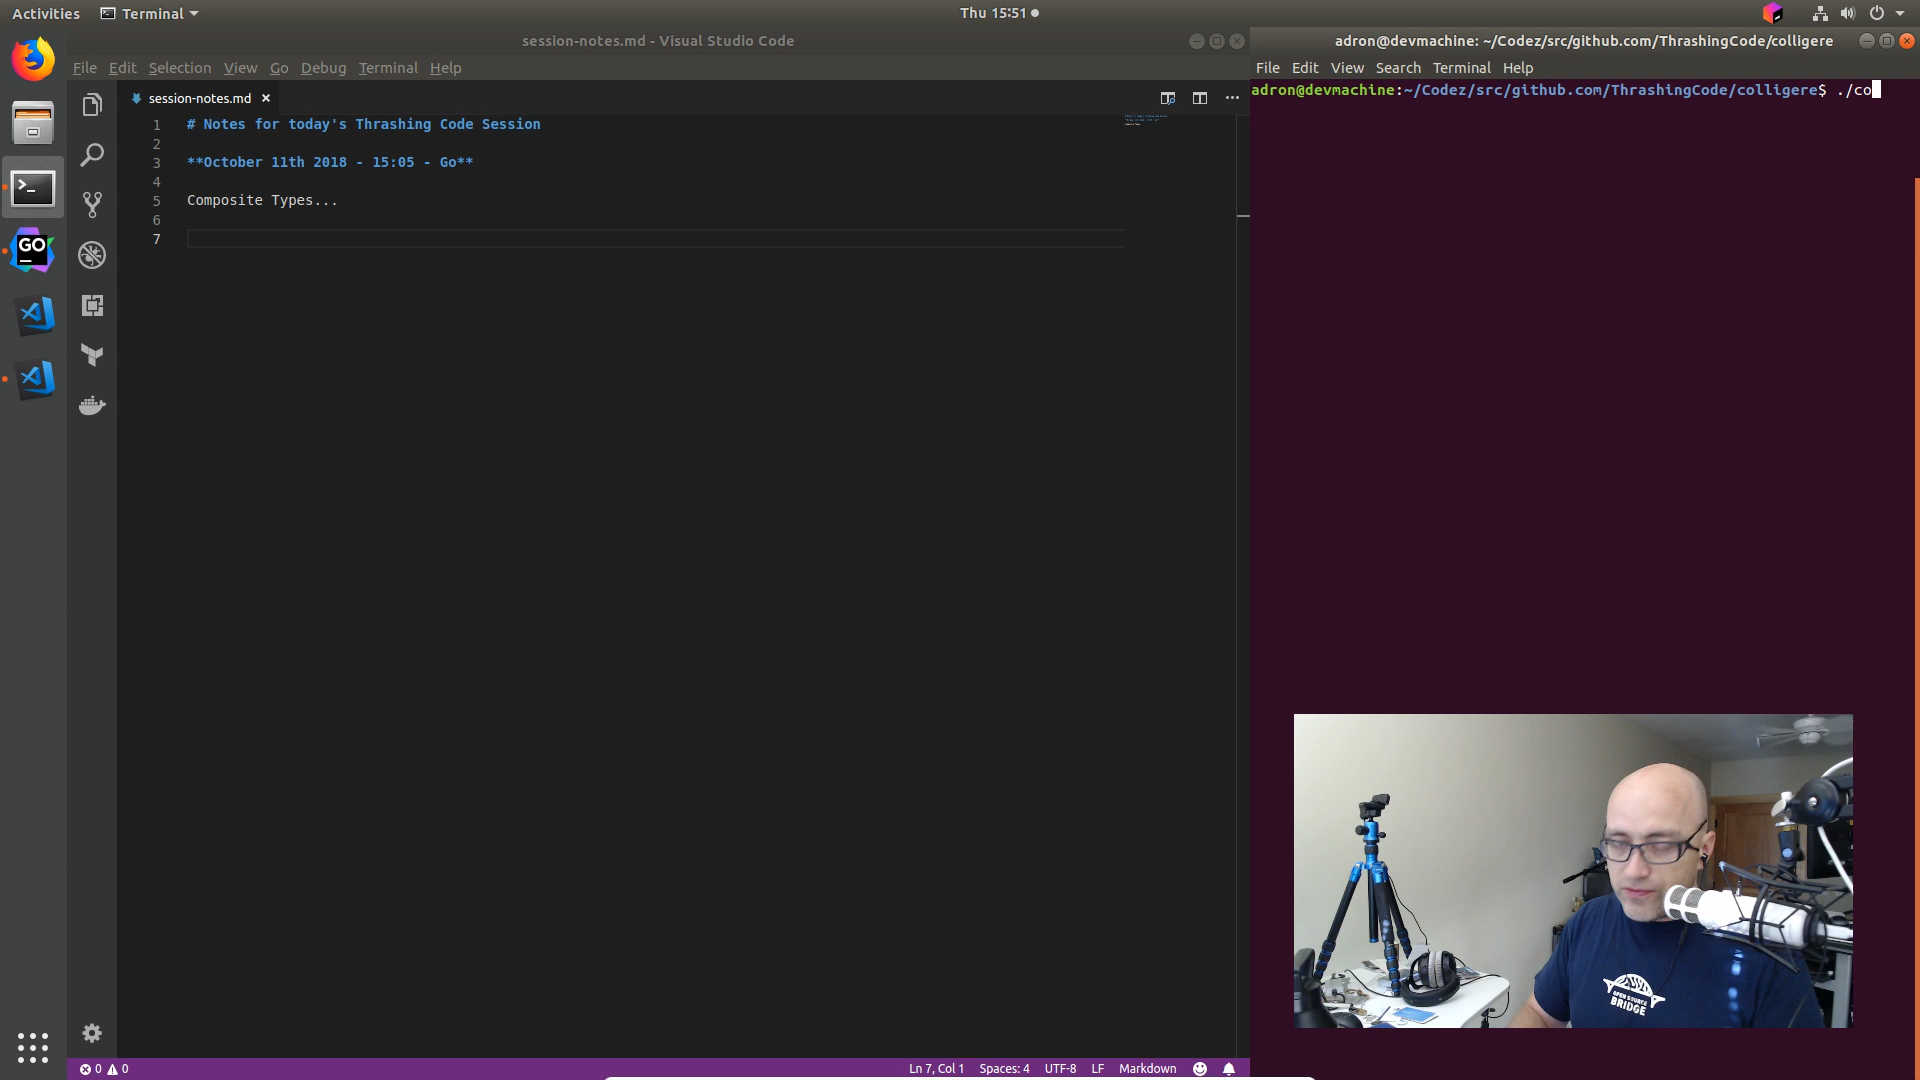 Activities Terminal Thu 15:51
session-notes.md - Visual Studio Code
File Edit Selection View Go Debug Terminal Help
session-notes.md
1 # Notes for today's Thrashing Code Session
2
3 **October 11th 2018 - 15:05 - Go**
4
5 Composite Types...
6
7
0 0 Ln 7, Col 1 Spaces: 4 UTF-8 LF Markdown
GO
adron@devmachine: ~/Codez/src/github.com/ThrashingCode/colligere
File Edit View Search Terminal Help
adron@devmachine:~/Codez/src/github.com/ThrashingCode/colligere$ ./co
OPEN SOURCE
BRIDGE